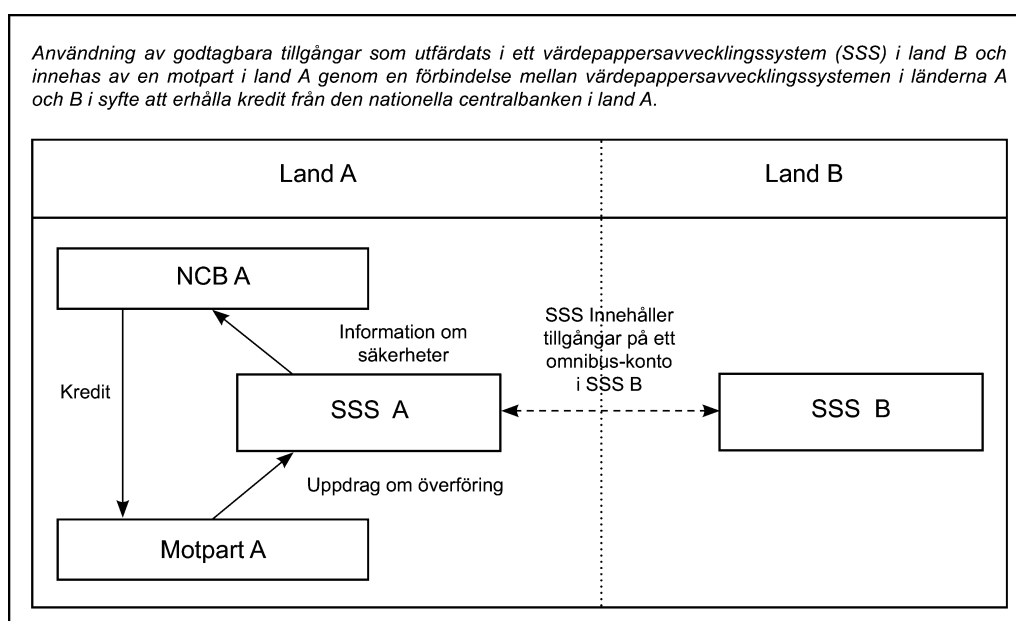 Användning av godtagbara tillgångar som utfärdats i ett värdepappersavvecklingssystem (SSS) i land B och
innehas av en motpart i land A genom en förbindelse mellan värdepappersavvecklingssystemen i länderna A
och B i syfte att erhålla kredit från den nationella centralbanken i land A.
Land A
Land B
NCB A
Information om
säkerheter
SSS Innehåller
tillgångar på ett
omnibus-konto
i SSS B
Kredit
SSS A
SSS B
Uppdrag om överföring
Motpart A